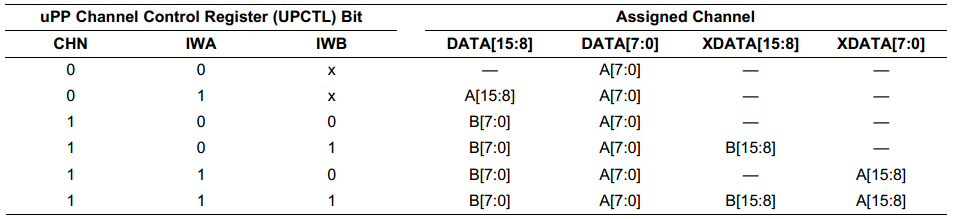 uPP Channel Control Register (UPCTL) Bit Assigned Channel
CHN IWA IWB DATA[15:8] DATA[7:0] XDATA[15:8] XDATA[7:0]
0 0 x — A[7:0] — —
0 1 x A[15:8] A[7:0] — —
1 0 0 B[7:0] A[7:0] — —
1 0 1 B[7:0] A[7:0] B[15:8] —
1 1 0 B[7:0] A[7:0] — A[15:8]
1 1 1 B[7:0] A[7:0] B[15:8] A[15:8]